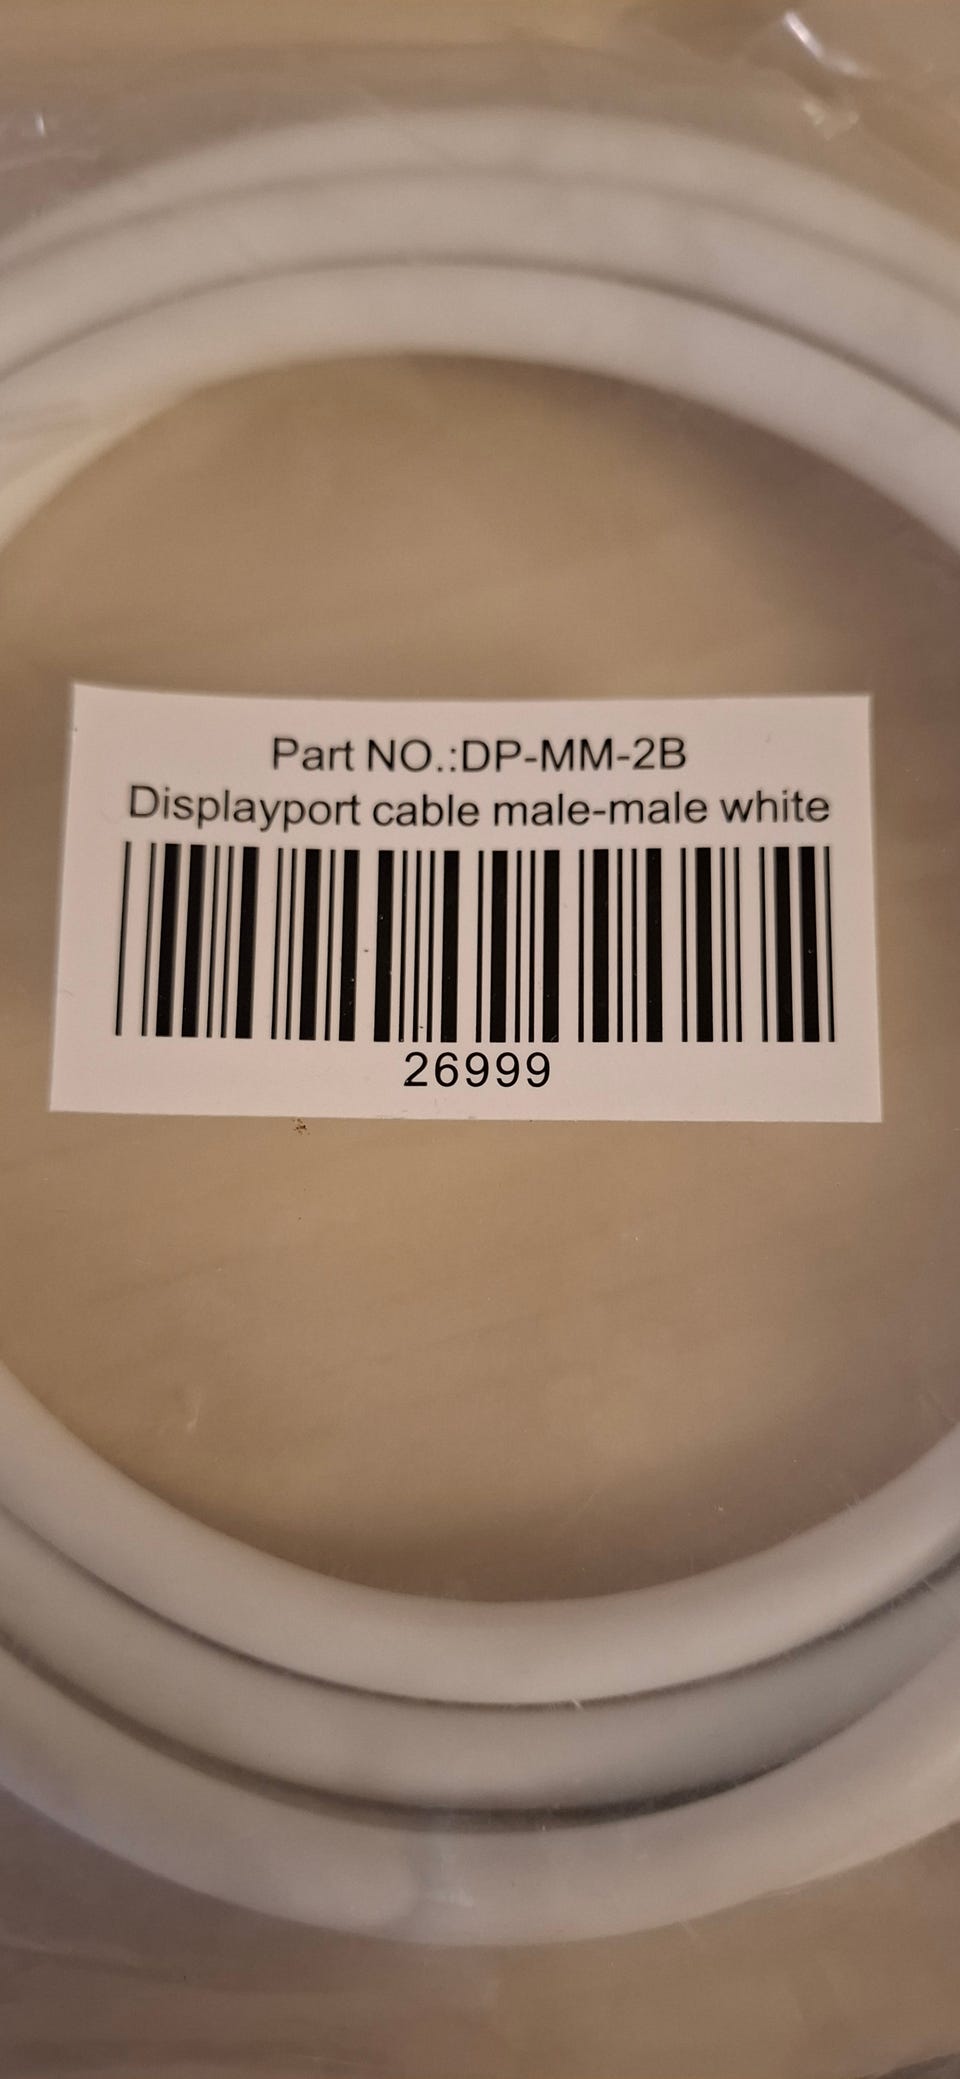 Part NO.:DP-MM-2B
Displayport cable male-male white
26999